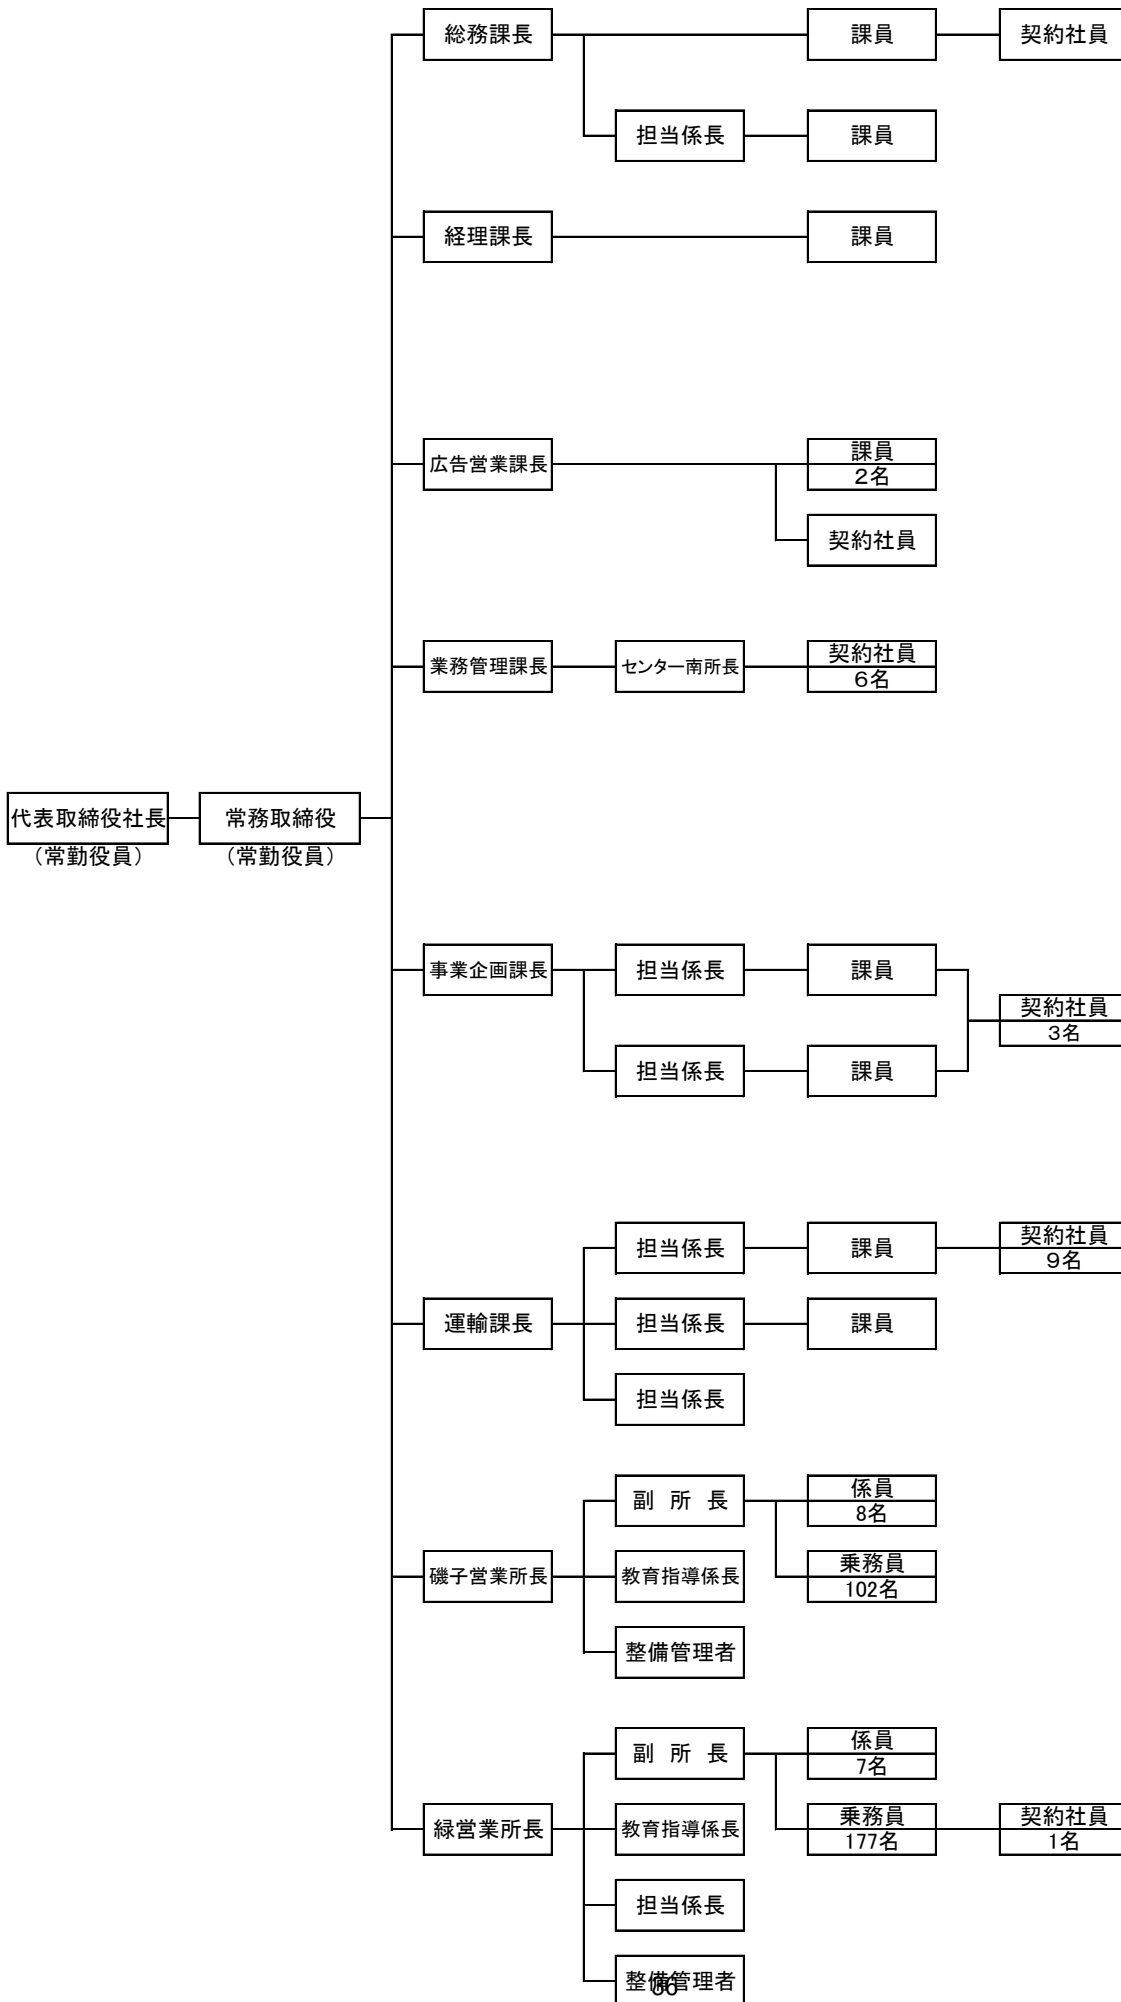 総務課長
課員
契約社員
担当係長
課員
経理課長
課員
広告営業課長
課員
２名
契約社員
業務管理課長
センター南所長
契約社員
６名
代表取締役社長
（常勤役員）
常務取締役
（常勤役員）
事業企画課長
担当係長
課員
契約社員
３名
担当係長
課員
担当係長
課員
契約社員
９名
運輸課長
担当係長
課員
担当係長
副 所 長
係員
8名
磯子営業所長
教育指導係長
乗務員
102名
整備管理者
副 所 長
係員
7名
緑営業所長
教育指導係長
乗務員
177名
契約社員
1名
担当係長
整備管理者